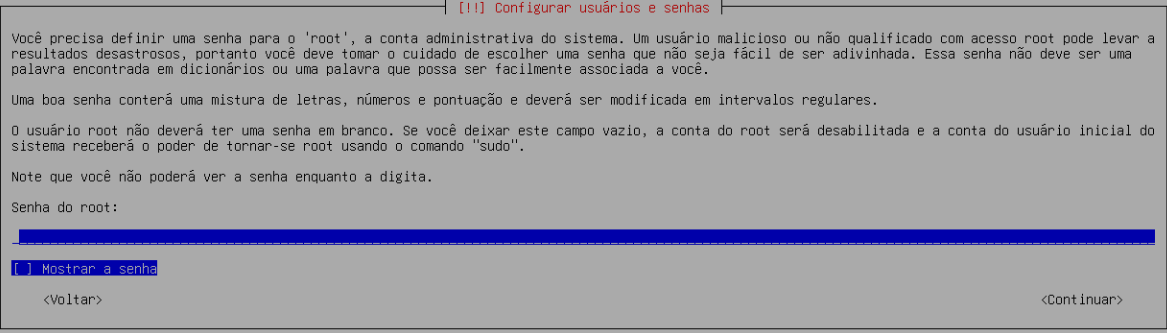 [!!] Configurar usuários e senhas
Você precisa definir uma senha para o 'root', a conta administrativa do sistema. Um usuário malicioso ou não qualificado com acesso root pode levar a
resultados desastrosos, portanto você deve tomar o cuidado de escolher uma senha que não seja fácil de ser adivinhada. Essa senha não deve ser uma
palavra encontrada em dicionários ou uma palavra que possa ser facilmente associada a você.
Uma boa senha conterá uma mistura de letras, números e pontuação e deverá ser modificada em intervalos regulares.
O usuário root não deverá ter uma senha em branco. Se você deixar este campo vazio, a conta do root será desabilitada e a conta do usuário inicial do
sistema receberá o poder de tornar-se root usando o comando "sudo".
Note que você não poderá ver a senha enquanto a digita.
Senha do root:
[ ] Mostrar a senha
<Voltar> <Continuar>